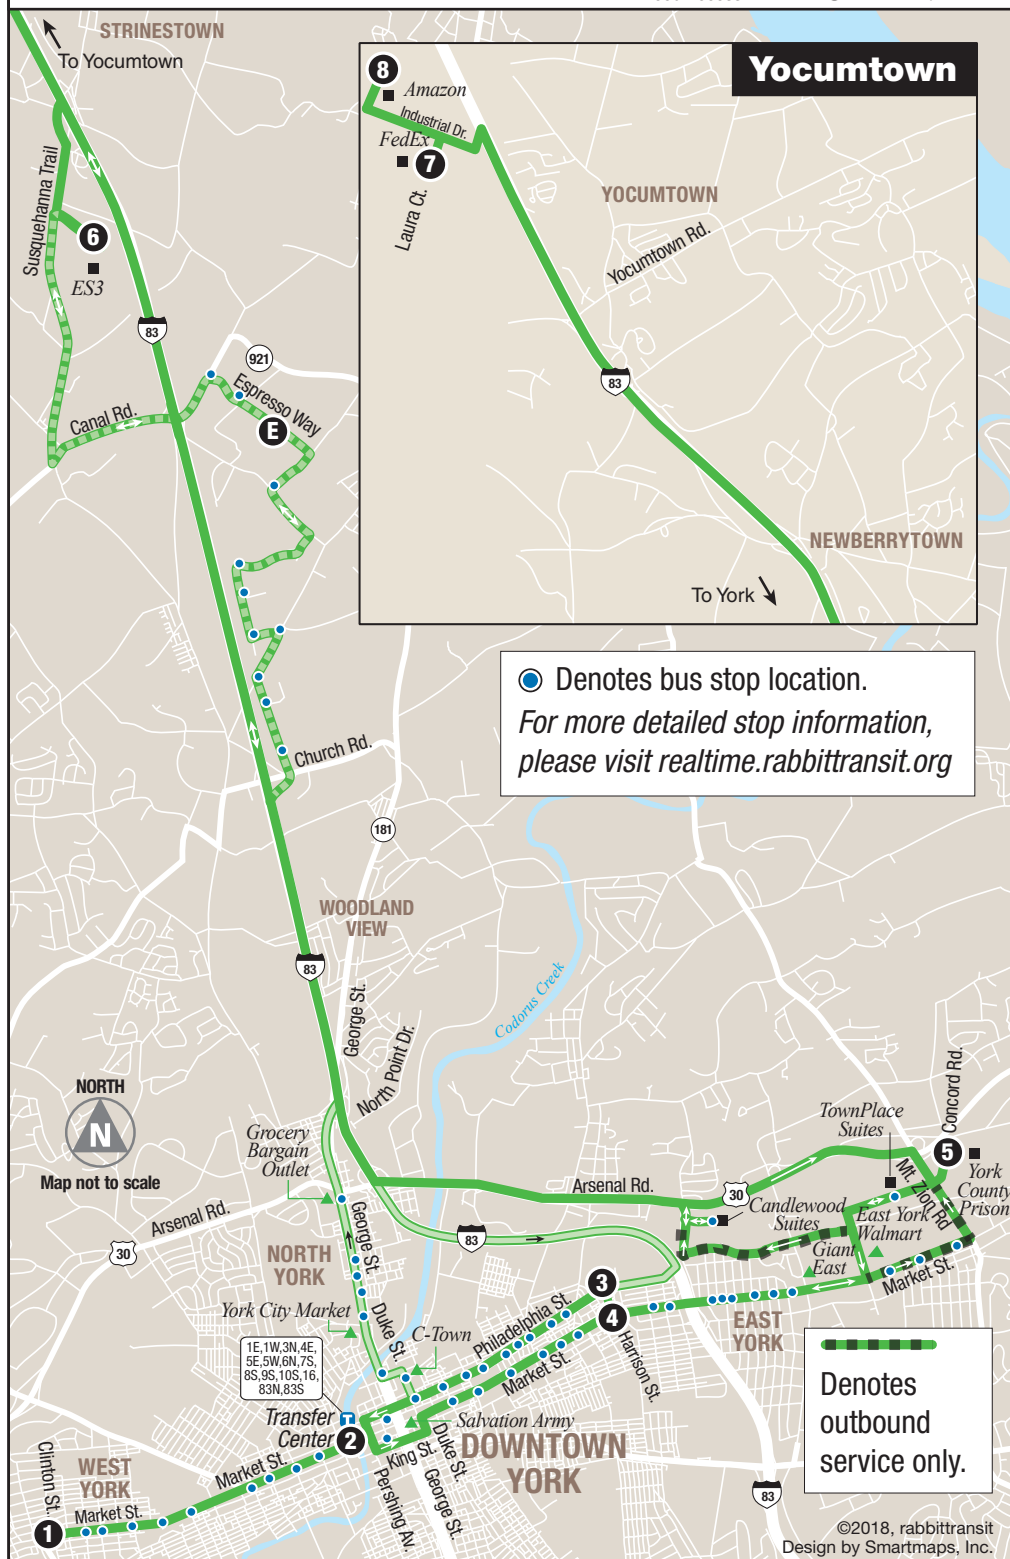 STRINESTOWN
To Yocumtown
Yocumtown
8
Amazon
Industrial Dr.
FedEx
7
Laura Ct.
YOCUMTOWN
Yocumtown Rd.
83
NEWBERRYTOWN
To York
Susquehanna Trail
6
ES3
83
921
Espresso Way
E
Canal Rd.
Denotes bus stop location.
For more detailed stop information,
please visit realtime.rabbittransit.org
Church Rd.
181
WOODLAND
VIEW
83
George St.
North Point Dr.
Codorus Creek
NORTH
N
Map not to scale
Grocery
Bargain
Outlet
Arsenal Rd.
30
NORTH
YORK
George St.
83
Arsenal Rd.
30
TownPlace
Suites
Concord Rd.
5
York
County
Prison
Mt. Zion Rd
Candlewood
Suites
East York
Walmart
Giant
East
Market St.
York City Market
Duke St.
C-Town
Philadelphia St.
3
4
Market St.
Harrison St.
EAST
YORK
1E,1W,3N,4E,
5E,5W,6N,7S,
8S,9S,10S,16,
83N,83S
T
Transfer
Center
2
Salvation Army
King St.
Duke St.
DOWNTOWN
YORK
Pershing Av.
George St.
Clinton St.
WEST
YORK
Market St.
Market St.
1
83
Denotes
outbound
service only.
©2018, rabbittransit
Design by Smartmaps, Inc.